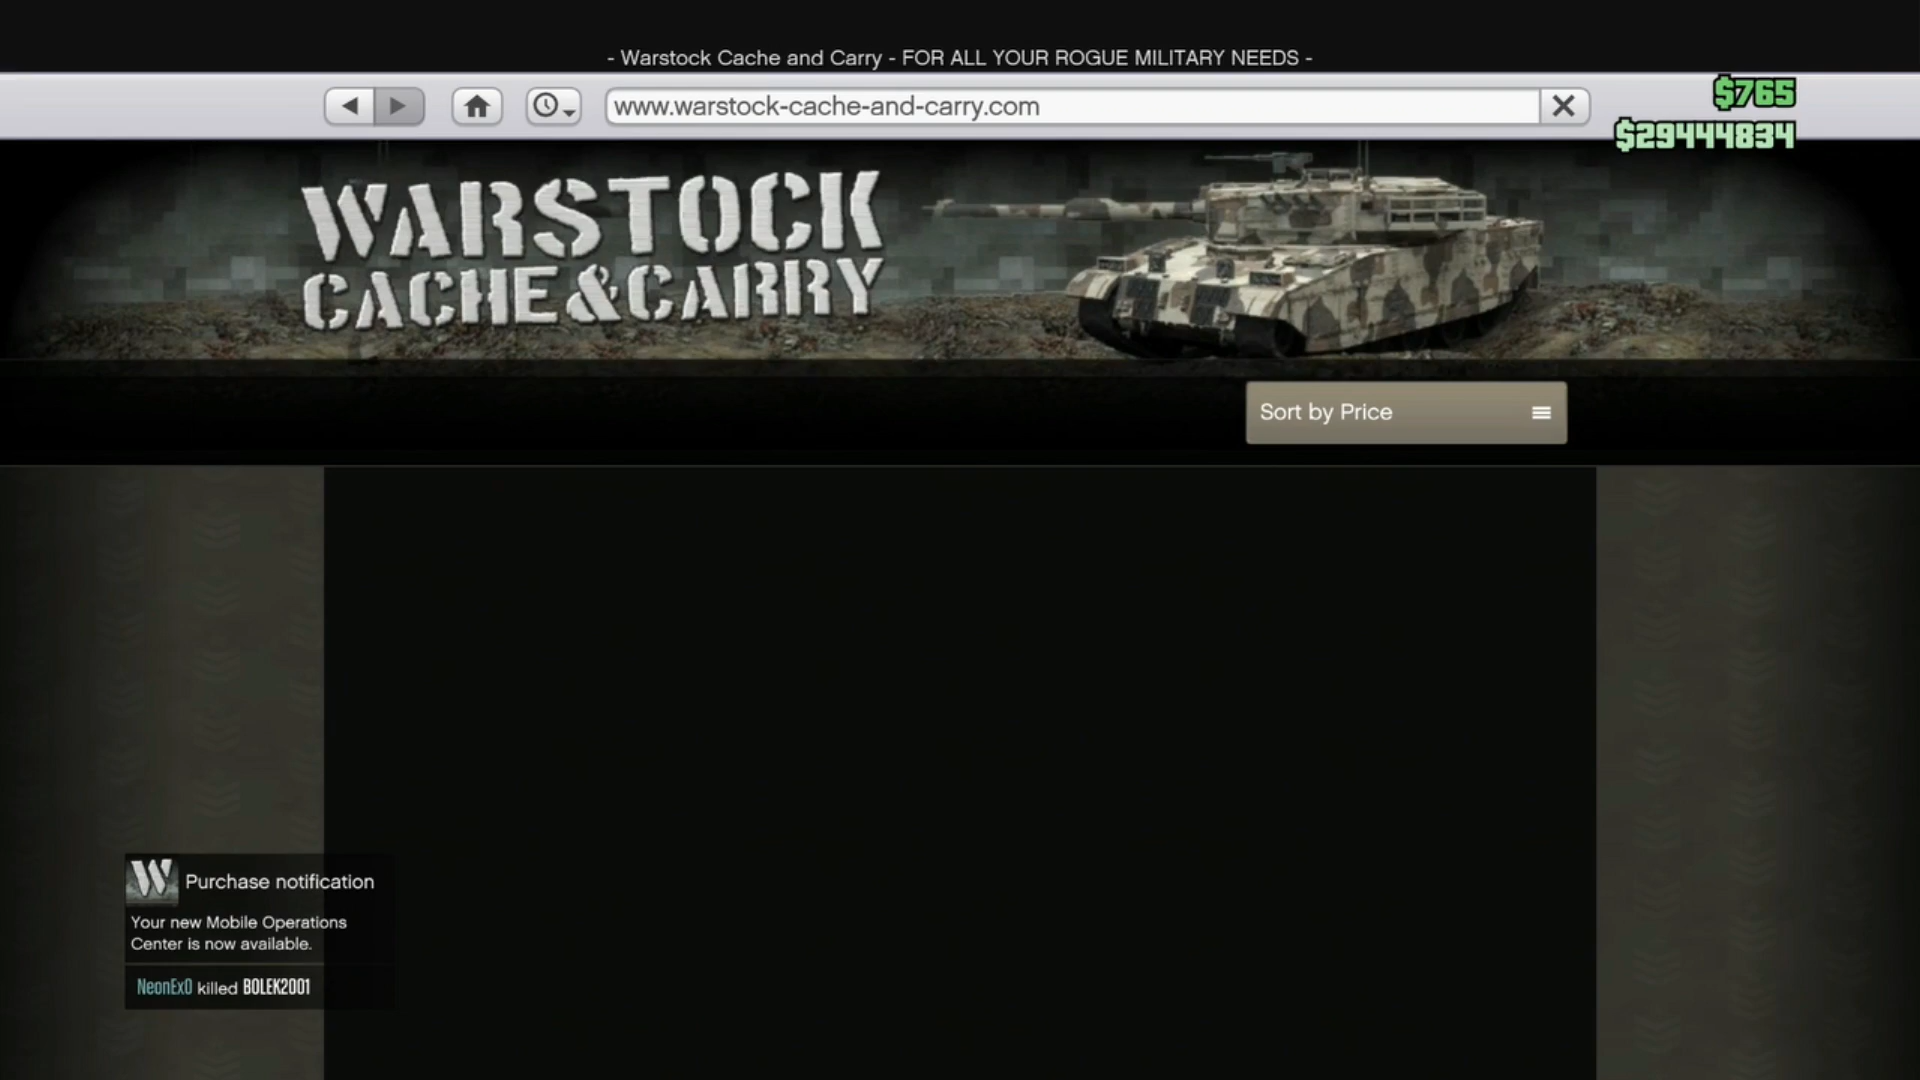 - Warstock Cache and Carry - FOR ALL YOUR ROGUE MILITARY NEEDS -
www.warstock-cache-and-carry.com
$765
$29444834
WARSTOCK
CACHE&CARRY
Sort by Price
W Purchase notification
Your new Mobile Operations
Center is now available.
NeonEx0 killed BOLEK2001